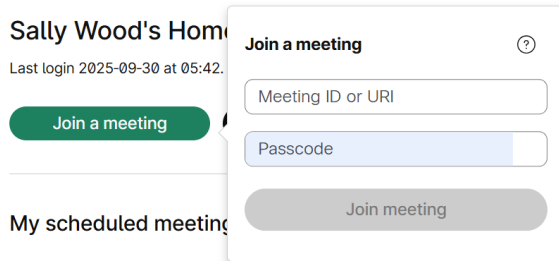 Sally Wood's Home
Last login 2025-09-30 at 05:42.
Join a meeting
My scheduled meeting
Join a meeting
?
Meeting ID or URI
Passcode
Join meeting